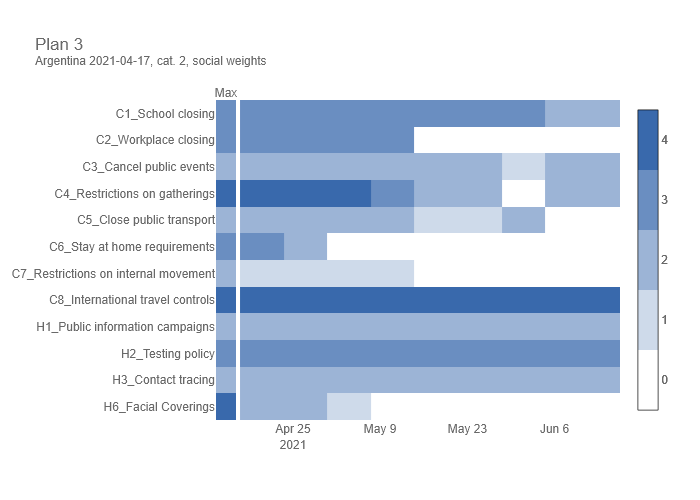 Plan 3
Argentina 2021-04-17, cat. 2, social weights
Max
C1_School closing
C2_Workplace closing
C3_Cancel public events
C4_Restrictions on gatherings
C5_Close public transport
C6_Stay at home requirements
C7_Restrictions on internal movement
C8_International travel controls
H1_Public information campaigns
H2_Testing policy
H3_Contact tracing
H6_Facial Coverings
Apr 25 May 9 May 23 Jun 6
2021
4
3
2
1
0